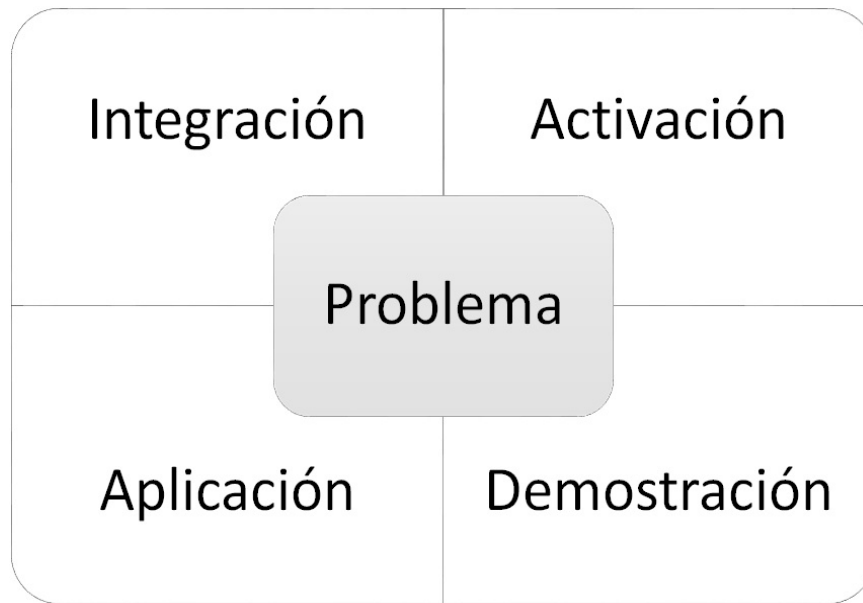 Integración
Activación
Problema
Aplicación
Demostración